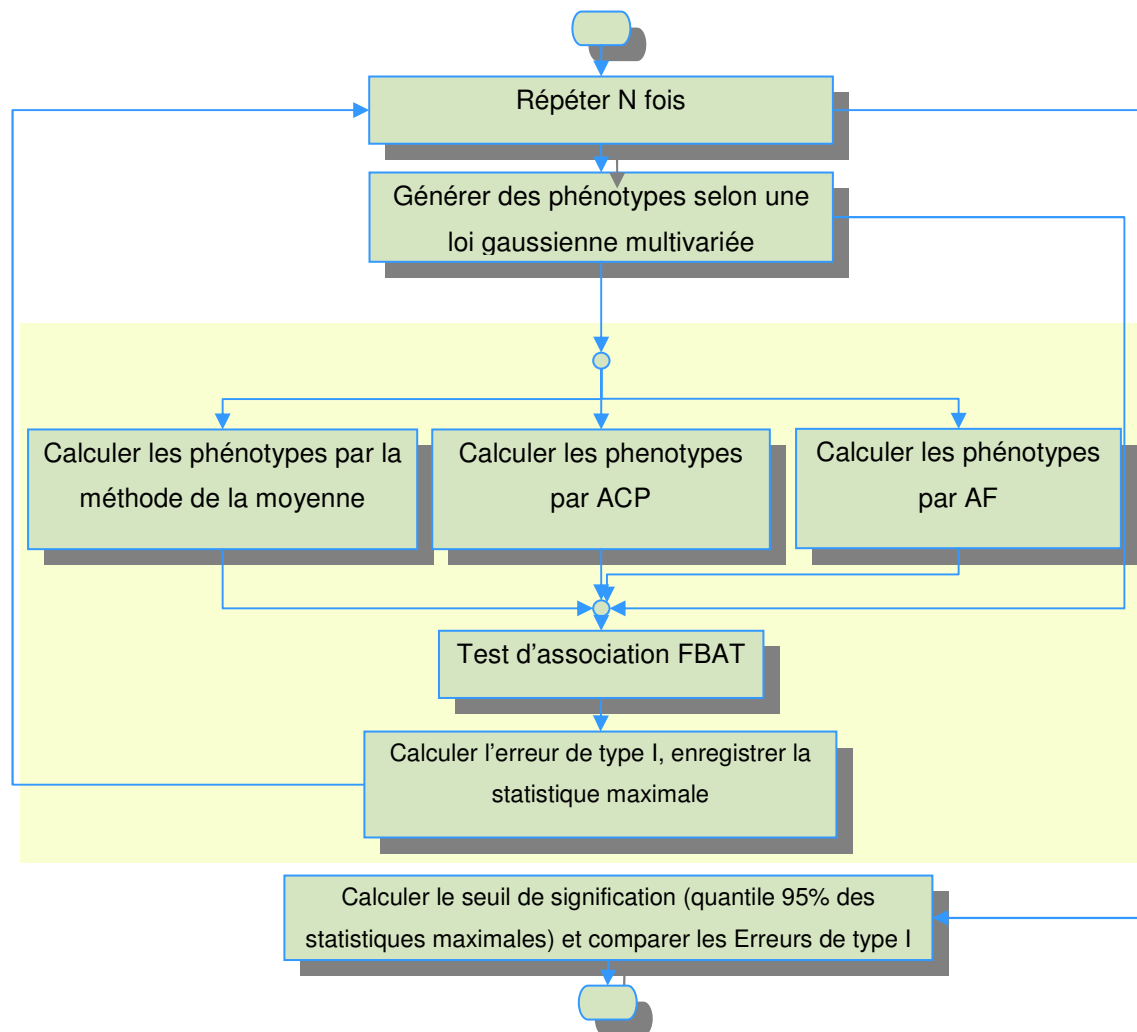 Répéter N fois
Générer des phénotypes selon une
loi gaussienne multivariée
Calculer les phénotypes par la
méthode de la moyenne
Calculer les phenotypes
par ACP
Calculer les phénotypes
par AF
Test d’association FBAT
Calculer l’erreur de type I, enregistrer la
statistique maximale
Calculer le seuil de signification (quantile 95% des
statistiques maximales) et comparer les Erreurs de type I